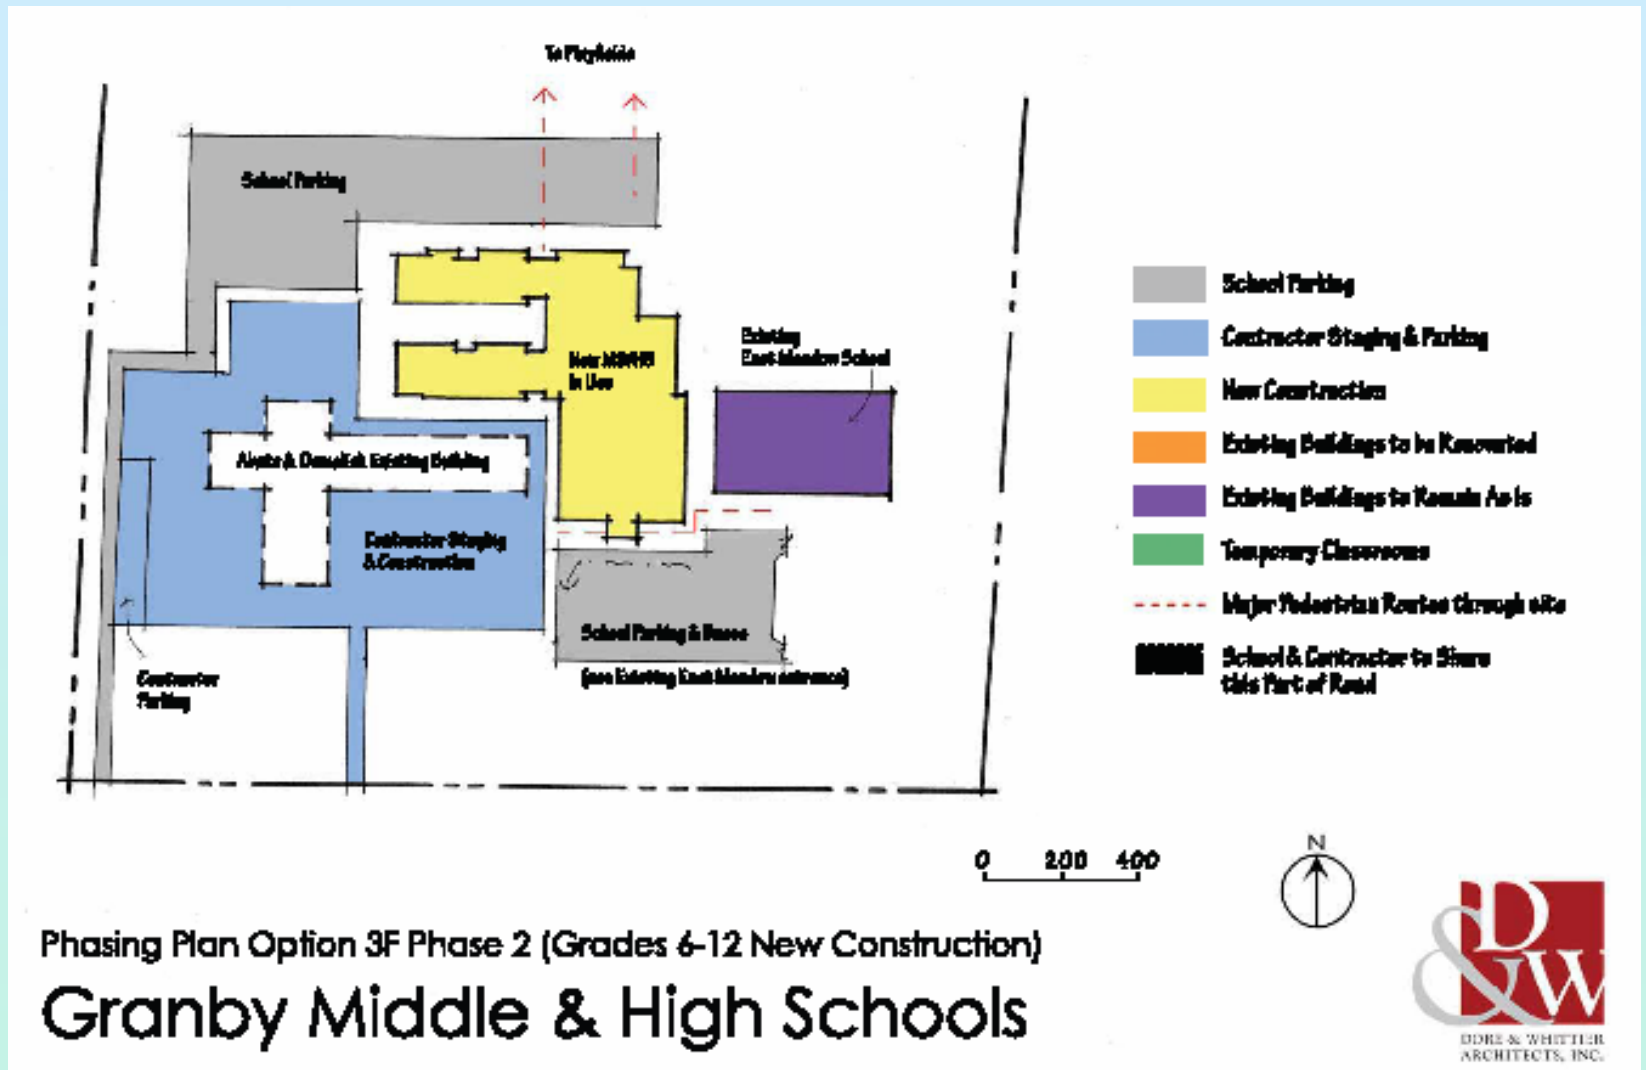 To Playfields
School Parking
New MS/HS
In Use
Existing
East Meadow School
Abate & Demolish Existing Building
Contractor Staging
& Construction
School Parking & Buses
(use Existing East Meadow entrance)
Contractor
Parking
School Parking
Contractor Staging & Parking
New Construction
Existing Buildings to be Renovated
Existing Buildings to Remain As Is
Temporary Classrooms
Major Pedestrian Routes through site
School & Contractor to Share
this Part of Road
0 200 400
N
Phasing Plan Option 3F Phase 2 (Grades 6-12 New Construction)
Granby Middle & High Schools
D&W
DORE & WHITTIER
ARCHITECTS, INC.